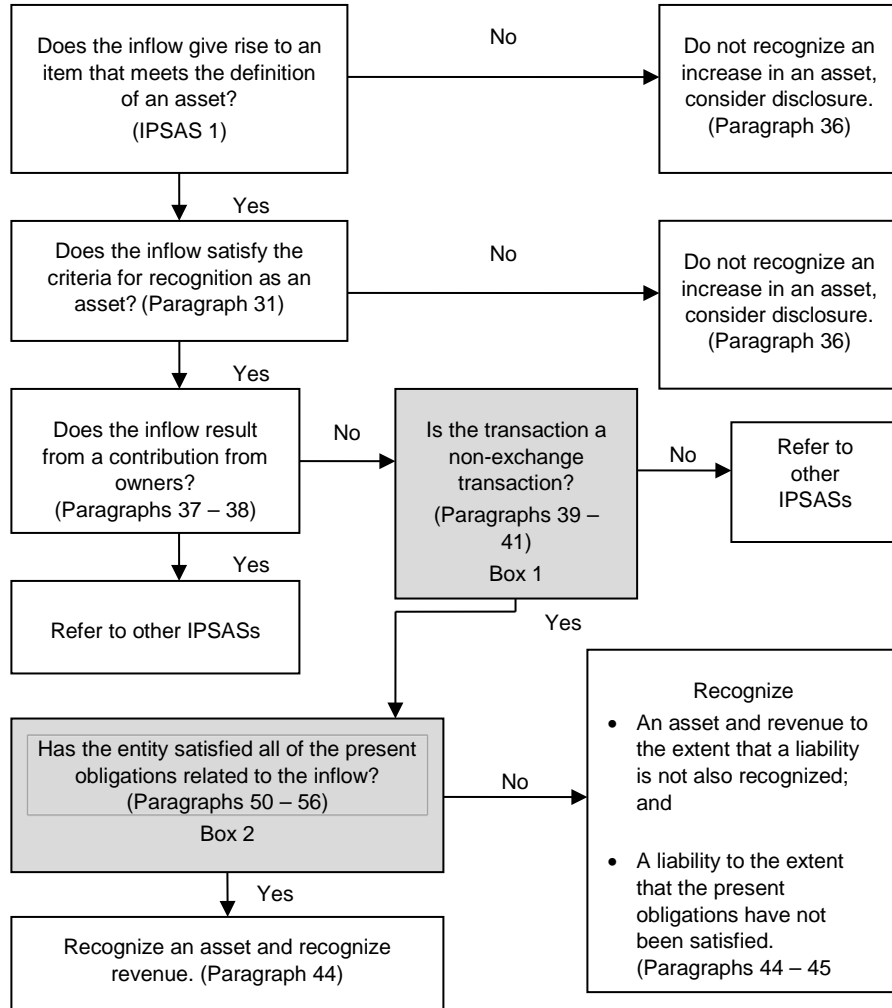 Does the inflow give rise to an
item that meets the definition
of an asset?
(IPSAS 1)
No
Do not recognize an
increase in an asset,
consider disclosure.
(Paragraph 36)
Yes
Does the inflow satisfy the
criteria for recognition as an
asset? (Paragraph 31)
No
Do not recognize an
increase in an asset,
consider disclosure.
(Paragraph 36)
Yes
Does the inflow result
from a contribution from
owners?
(Paragraphs 37 – 38)
No
Is the transaction a
non-exchange
transaction?
(Paragraphs 39 –
41)
Box 1
No
Refer to
other
IPSASs
Yes
Refer to other IPSASs
Yes
Has the entity satisfied all of the present
obligations related to the inflow?
(Paragraphs 50 – 56)
Box 2
No
Recognize
• An asset and revenue to
the extent that a liability
is not also recognized;
and
• A liability to the extent
that the present
obligations have not
been satisfied.
(Paragraphs 44 – 45
Yes
Recognize an asset and recognize
revenue. (Paragraph 44)